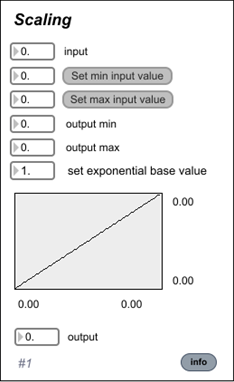 Scaling
0. input
0. Set min input value
0. Set max input value
0. output min
0. output max
1. set exponential base value
0.00
0.00
0.00 0.00
0. output
#1 info